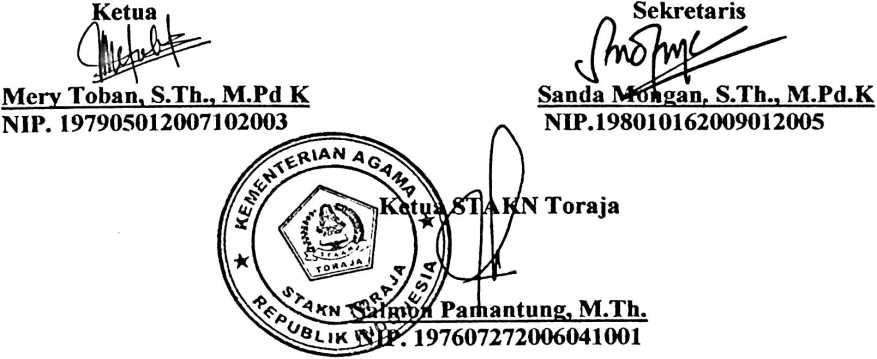 Ketua
Sekretaris
Mery Toban, S.Th., M.Pd K
Sanda Mongan, S.Th., M.Pd.K
NIP. 197905012007102003
NIP.198010162009012005
KEMENTERIAN AGAMA
REPUBLIK INDONESIA
STAKN TORAJA
STAKN
TORAJA
Ketua STAKN Toraja
Salmon Pamantung, M.Th.
NIP. 197607272006041001